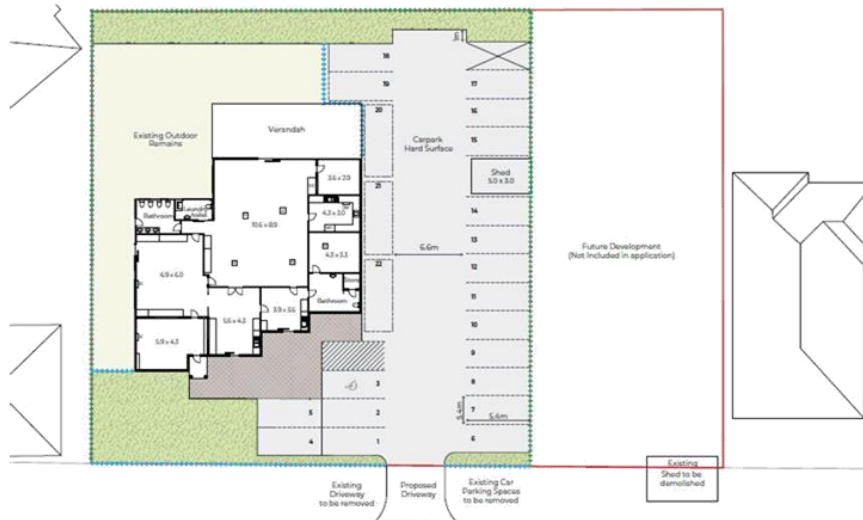 1m
18
19
17
20
16
Existing Outdoor
Remains
Verandah
Carpark
Hard Surface
15
3.6 x 2.9
Shed
5.0 x 3.0
21
Bathroom
Laundry
4.3 x 3.0
14
10.6 x 8.9
13
6.6m
Future Development
(Not Included in application)
4.3 x 3.3
22
12
6.9 x 6.0
Store
11
Bathroom
5.6 x 4.3
3.9 x 3.6
10
5.9 x 4.3
9
3
8
5
2
5.4m
7
5.4m
4
1
6
Existing
Shed to be
demolished
Existing
Driveway
to be removed
Proposed
Driveway
Existing Car
Parking Spaces
to be removed